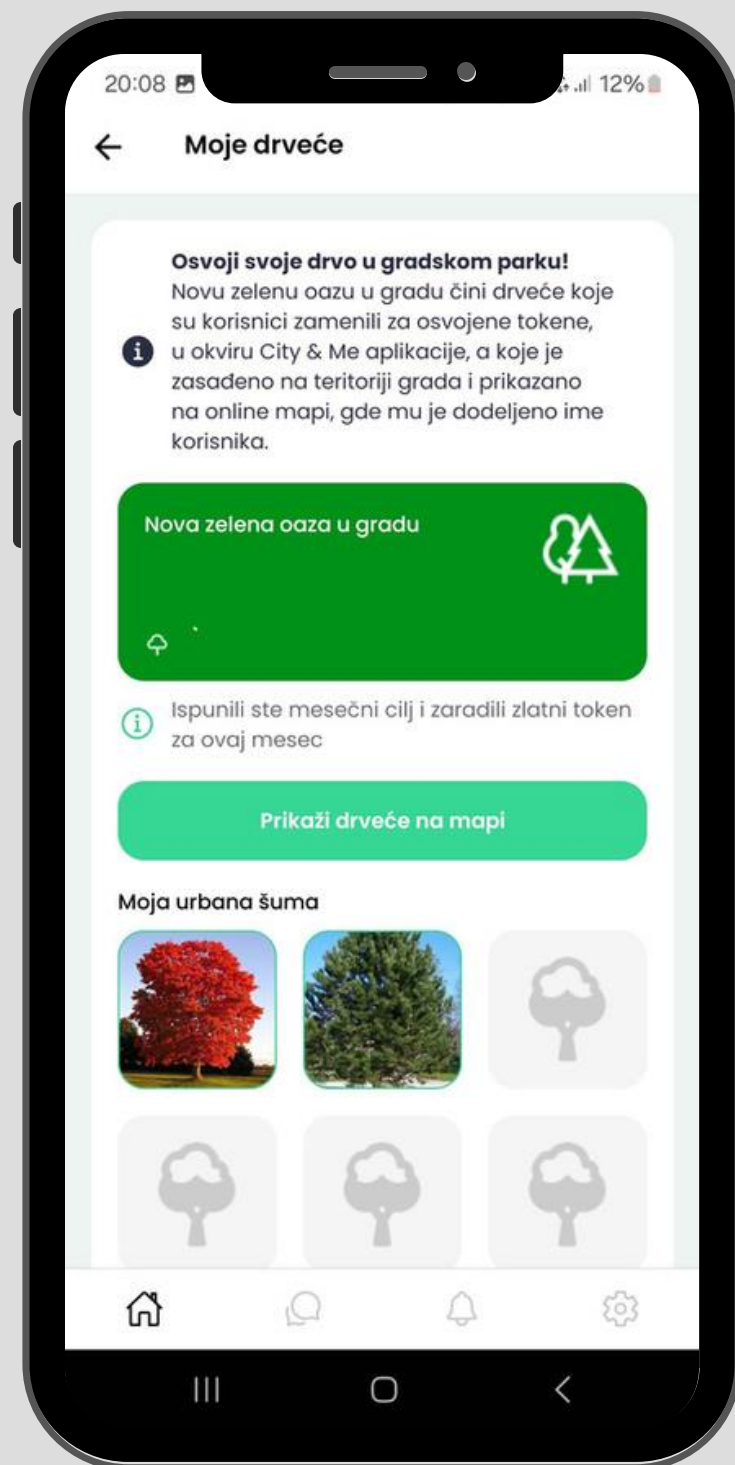 20:08
12%
Moje drveće
Osvoji svoje drvo u gradskom parku!
Novu zelenu oazu u gradu čini drveće koje
su korisnici zamenili za osvojene tokene,
u okviru City & Me aplikacije, a koje je
zasađeno na teritoriji grada i prikazano
na online mapi, gde mu je dodeljeno ime
korisnika.
Nova zelena oaza u gradu
Ispunili ste mesečni cilj i zaradili zlatni token
za ovaj mesec
Prikaži drveće na mapi
Moja urbana šuma